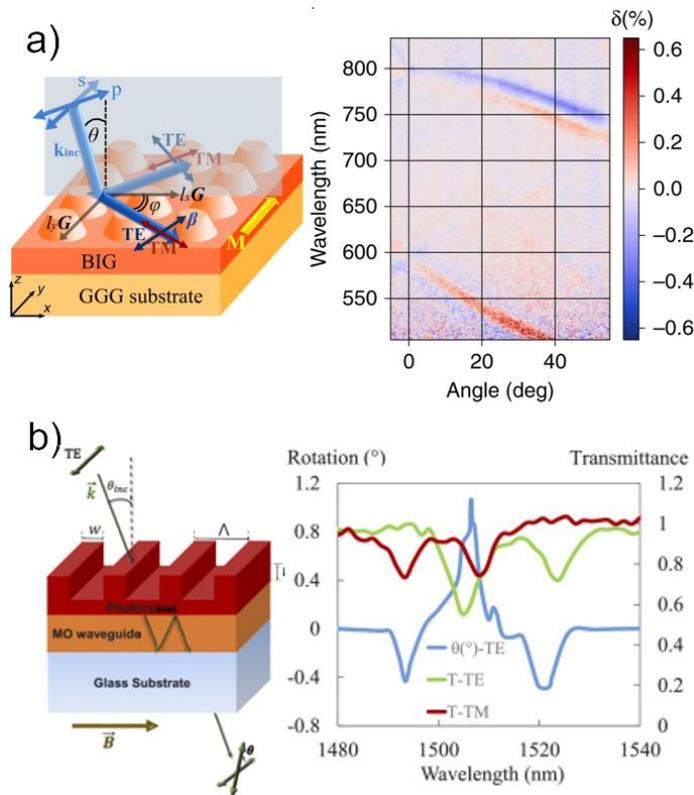 a)
s
p
θ
k_inc
TE
TM
l_xG
φ
l_yG
TE
TM
β
M
BIG
GGG substrate
z
y
x
δ(%)
Wavelength (nm)
800
750
700
650
600
550
0
20
40
Angle (deg)
0.6
0.4
0.2
0.0
−0.2
−0.4
−0.6
b)
TE
k
θ_inc
w
Λ
MO waveguide
Glass Substrate
B
θ
Rotation (°)
Transmittance
1.2
0.8
0.4
0
-0.4
-0.8
1.2
1
0.8
0.6
0.4
0.2
0
θ(°)-TE
T-TE
T-TM
1480
1500
1520
1540
Wavelength (nm)